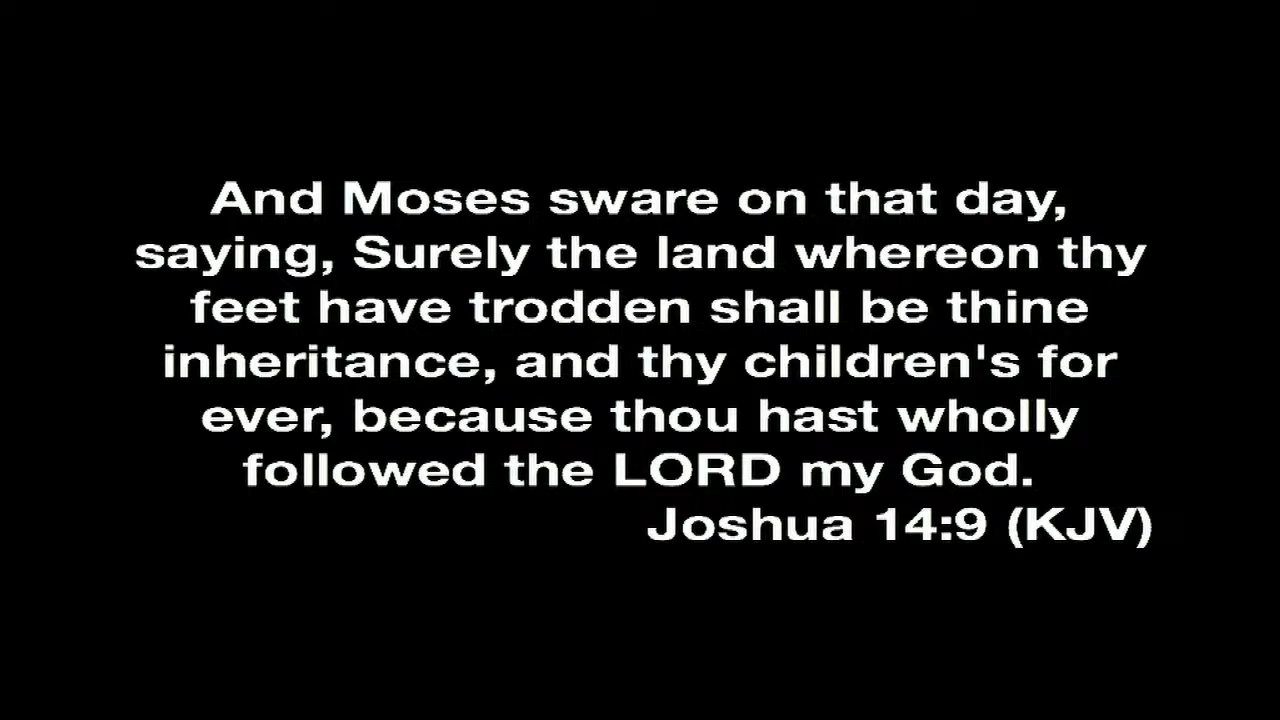 And Moses sware on that day,
saying, Surely the land whereon thy
feet have trodden shall be thine
inheritance, and thy children's for
ever, because thou hast wholly
followed the LORD my God.
Joshua 14:9 (KJV)